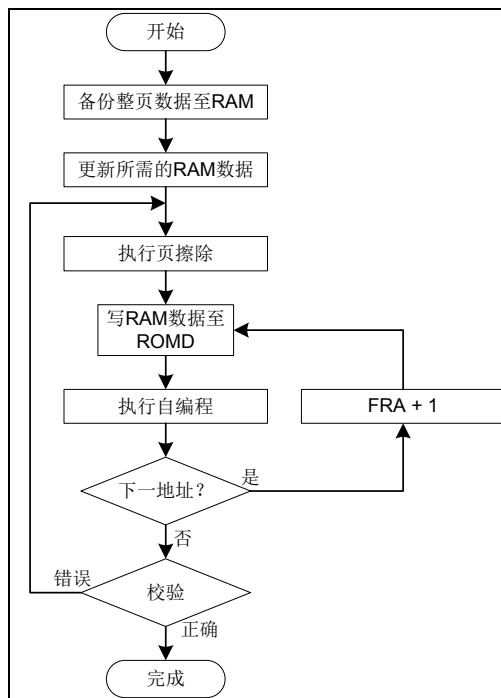 开始
备份整页数据至RAM
更新所需的RAM数据
执行页擦除
写RAM数据至
ROMD
执行自编程
FRA + 1
下一地址？
是
否
错误
校验
正确
完成